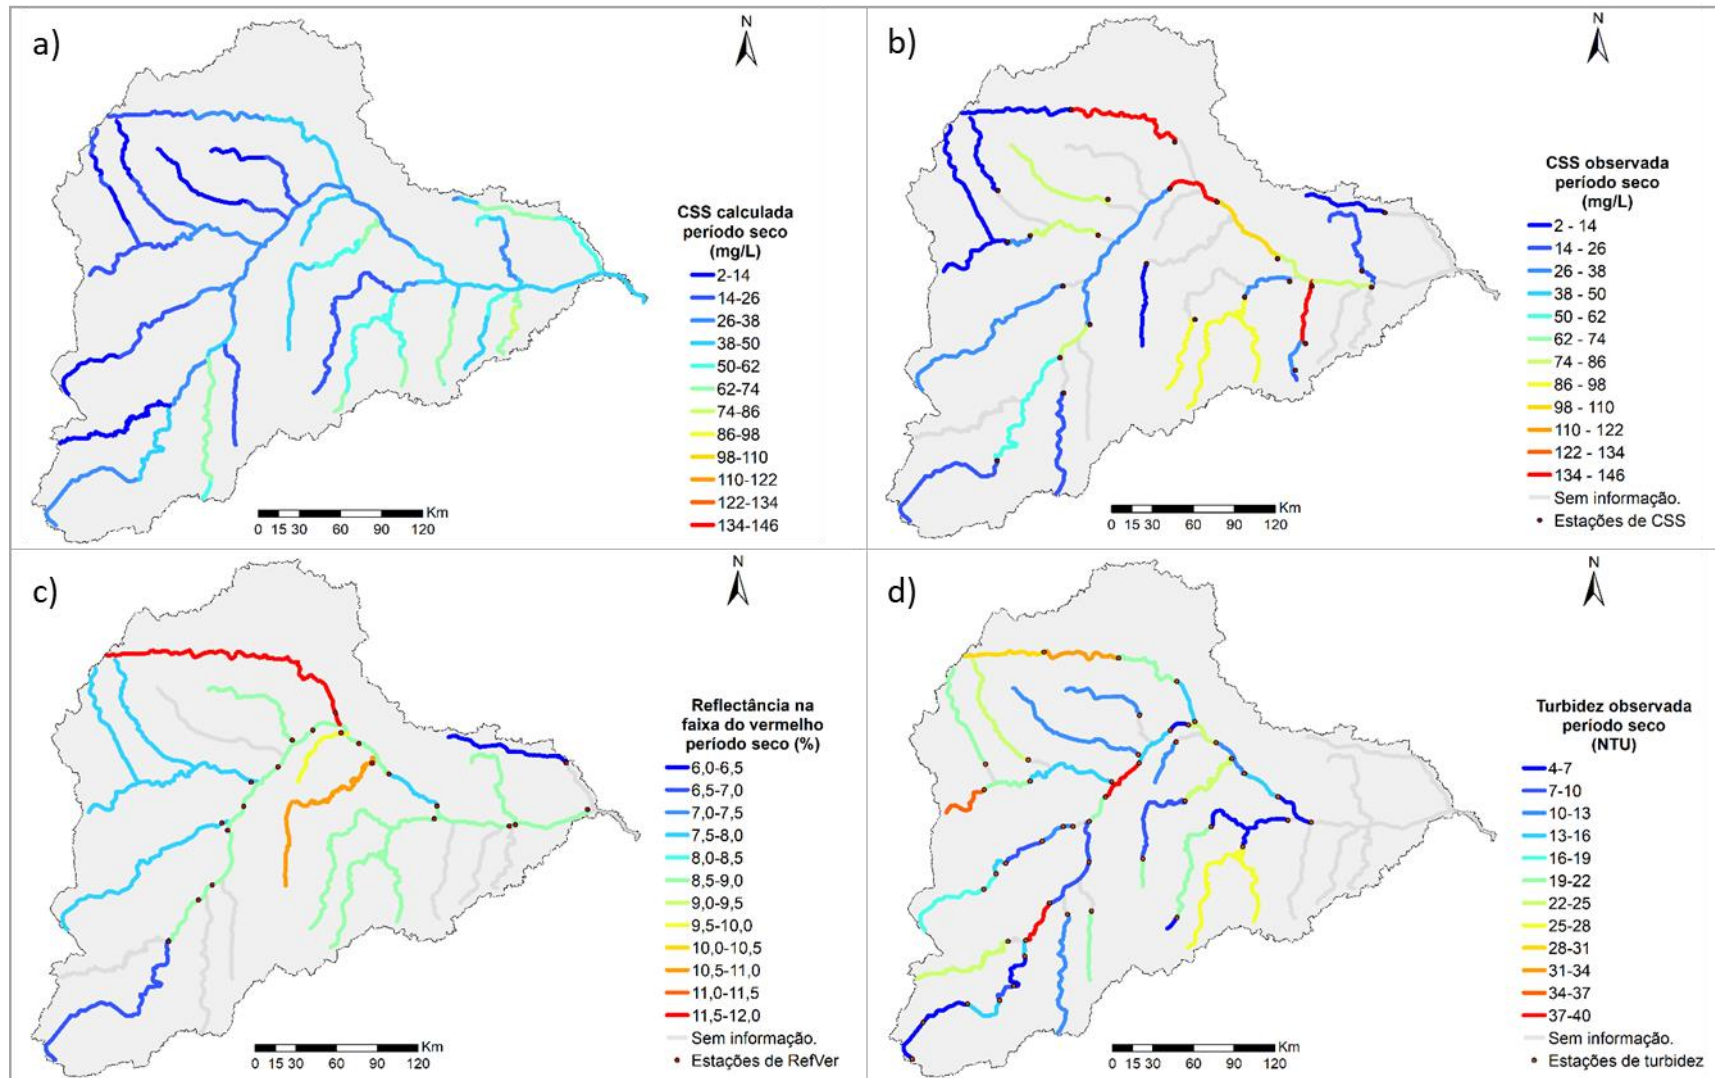 a)
N
CSS calculada
período seco
(mg/L)
2-14
14-26
26-38
38-50
50-62
62-74
74-86
86-98
98-110
110-122
122-134
134-146
Km
0 15 30 60 90 120
b)
N
CSS observada
período seco
(mg/L)
2 - 14
14 - 26
26 - 38
38 - 50
50 - 62
62 - 74
74 - 86
86 - 98
98 - 110
110 - 122
122 - 134
134 - 146
Sem informação.
Estações de CSS
Km
0 15 30 60 90 120
c)
N
Reflectância na
faixa do vermelho
período seco (%)
6,0-6,5
6,5-7,0
7,0-7,5
7,5-8,0
8,0-8,5
8,5-9,0
9,0-9,5
9,5-10,0
10,0-10,5
10,5-11,0
11,0-11,5
11,5-12,0
Sem informação.
Estações de RefVer
Km
0 15 30 60 90 120
d)
N
Turbidez observada
período seco
(NTU)
4-7
7-10
10-13
13-16
16-19
19-22
22-25
25-28
28-31
31-34
34-37
37-40
Sem informação.
Estações de turbidez
Km
0 15 30 60 90 120